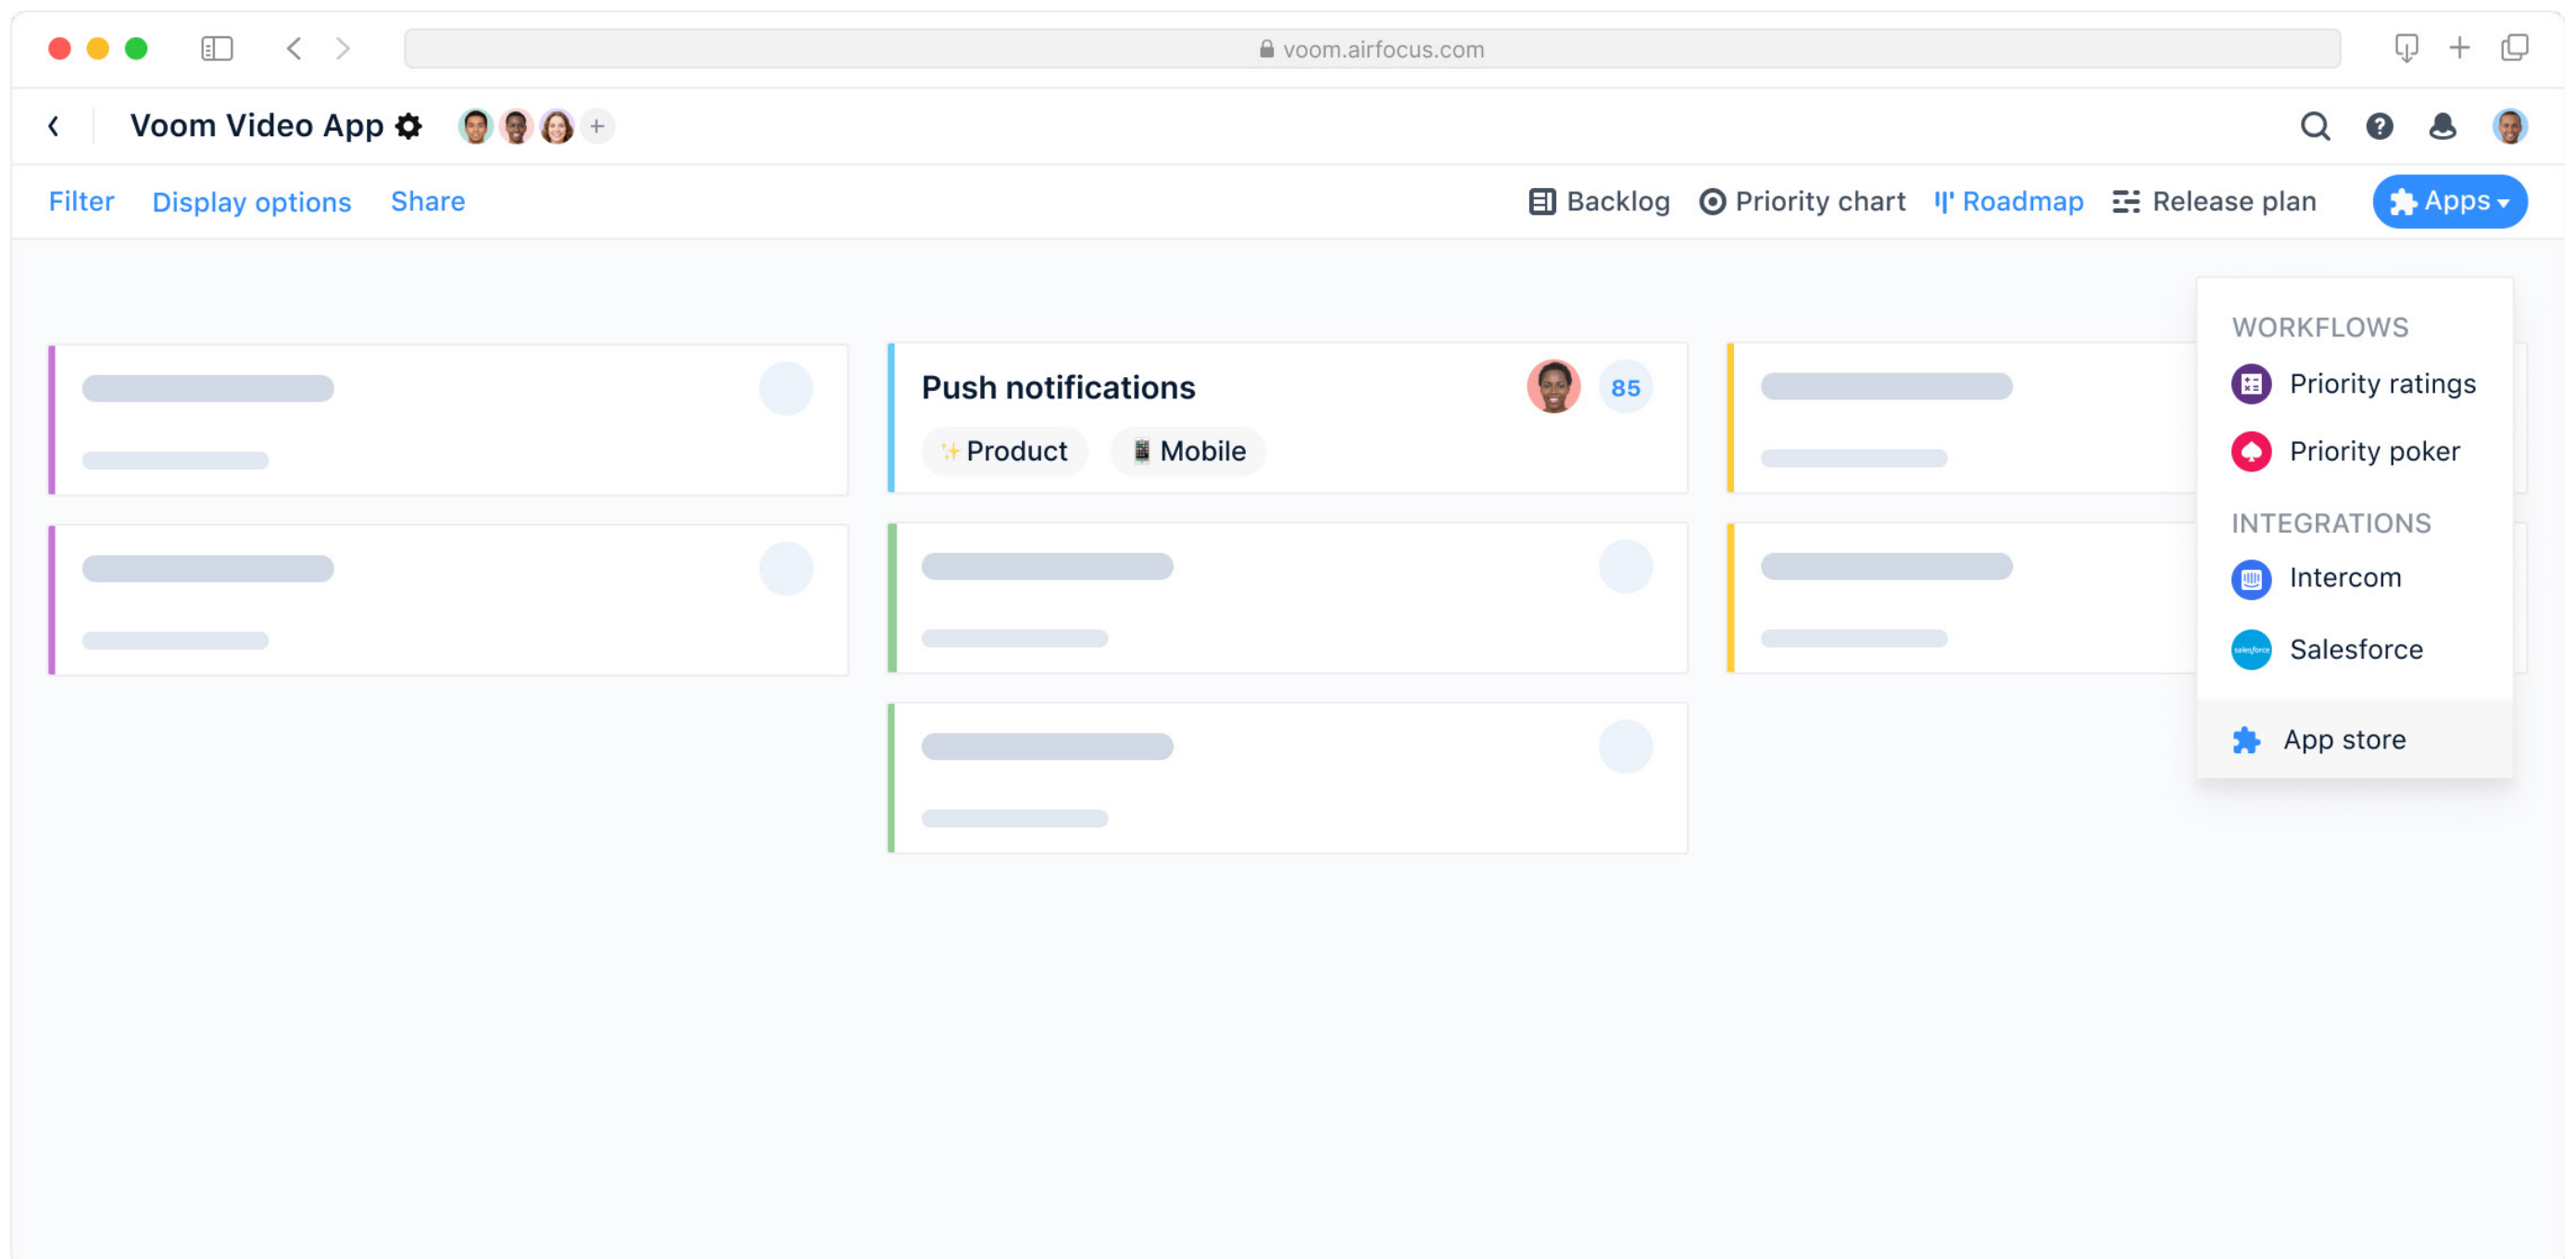 voom.airfocus.com
Voom Video App
Filter Display options Share Backlog Priority chart Roadmap Release plan Apps
Push notifications 85
Product Mobile
WORKFLOWS
Priority ratings
Priority poker
INTEGRATIONS
Intercom
salesforce Salesforce
App store